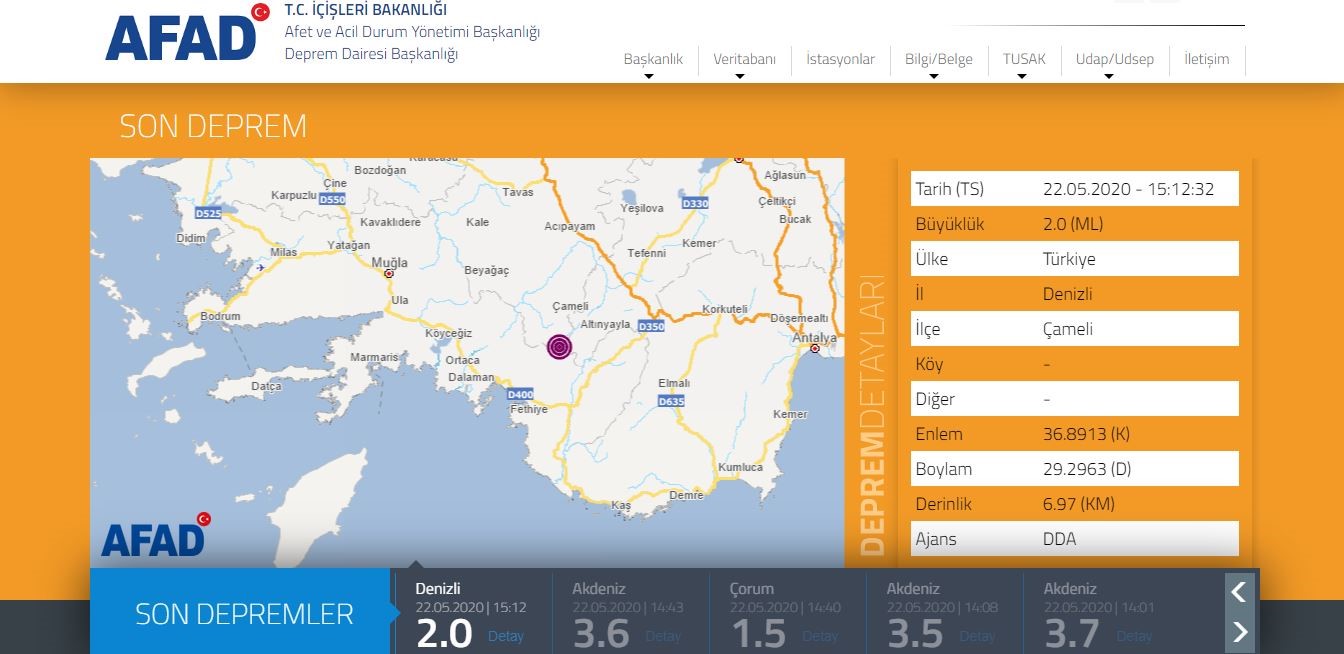 AFAD
T.C. İÇİŞLERİ BAKANLIĞI
Afet ve Acil Durum Yönetimi Başkanlığı
Deprem Dairesi Başkanlığı
Başkanlık Veritabanı İstasyonlar Bilgi/Belge TUSAK Udap/Udsep İletişim
SON DEPREM
Karacasu
Bozdoğan
Ağlasun
Çine
Tavas
Karpuzlu D550
Yeşilova D330 Çeltikçi
D525
Kavaklıdere Kale Acıpayam Bucak
Didim
Milas Yatağan Tefenni Kemer
Muğla Beyağaç
Ula Çameli Korkuteli
Bodrum Altınyayla D350 Döşemealtı
Köyceğiz Antalya
Marmaris Ortaca
Datça Dalaman Elmalı
D400 D635
Fethiye Kemer
Kumluca
Kaş Demre
AFAD
DEPREMDETAYLARI
Tarih (TS) 22.05.2020 - 15:12:32
Büyüklük 2.0 (ML)
Ülke Türkiye
İl Denizli
İlçe Çameli
Köy -
Diğer -
Enlem 36.8913 (K)
Boylam 29.2963 (D)
Derinlik 6.97 (KM)
Ajans DDA
SON DEPREMLER
Denizli
22.05.2020 | 15:12
2.0 Detay
Akdeniz
22.05.2020 | 14:43
3.6 Detay
Çorum
22.05.2020 | 14:40
1.5 Detay
Akdeniz
22.05.2020 | 14:08
3.5 Detay
Akdeniz
22.05.2020 | 14:01
3.7 Detay